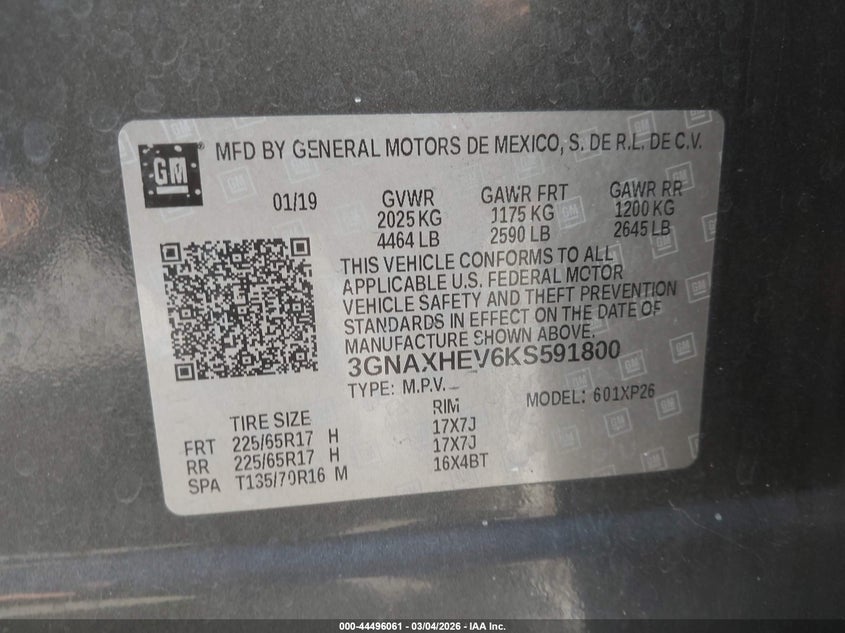 GM
MFD BY GENERAL MOTORS DE MEXICO, S. DE R.L. DE C.V.
01/19 GVWR GAWR FRT GAWR RR
2025 KG 1175 KG 1200 KG
4464 LB 2590 LB 2645 LB
THIS VEHICLE CONFORMS TO ALL
APPLICABLE U.S. FEDERAL MOTOR
VEHICLE SAFETY AND THEFT PREVENTION
STANDARDS IN EFFECT ON THE DATE OF
MANUFACTURE SHOWN ABOVE.
3GNAXHEV6KS591800
TYPE: M.P.V. MODEL: 601XP26
TIRE SIZE RIM
FRT 225/65R17 H 17X7J
RR 225/65R17 H 17X7J
SPA T135/70R16 M 16X4BT
000-44496061 - 03/04/2026 - IAA Inc.